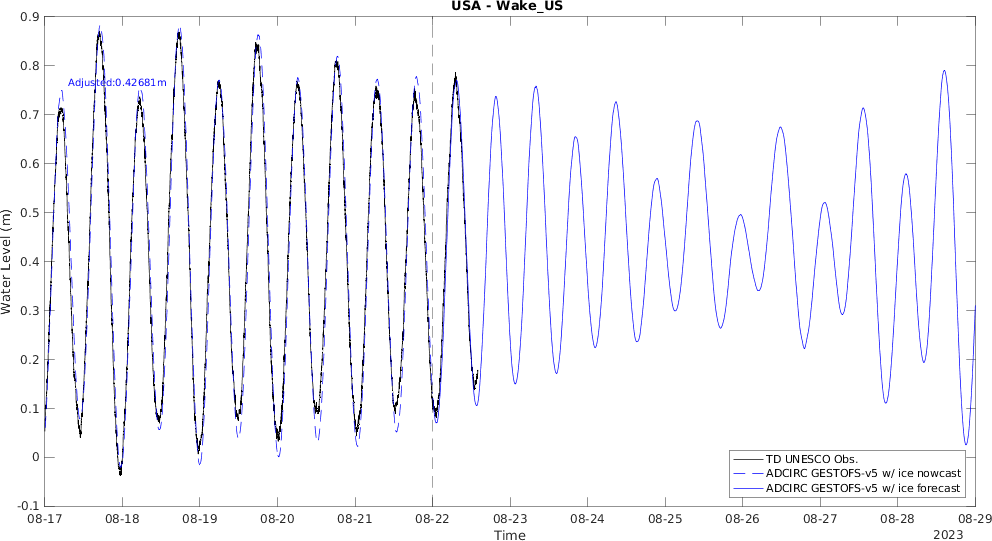 USA - Wake_US
0.9
0.8
0.7
0.6
0.5
0.4
0.3
0.2
0.1
0
-0.1
Water Level (m)
Adjusted:0.42681m
TD UNESCO Obs.
ADCIRC GESTOFS-v5 w/ ice nowcast
ADCIRC GESTOFS-v5 w/ ice forecast
08-17 08-18 08-19 08-20 08-21 08-22 08-23 08-24 08-25 08-26 08-27 08-28 08-29
Time
2023